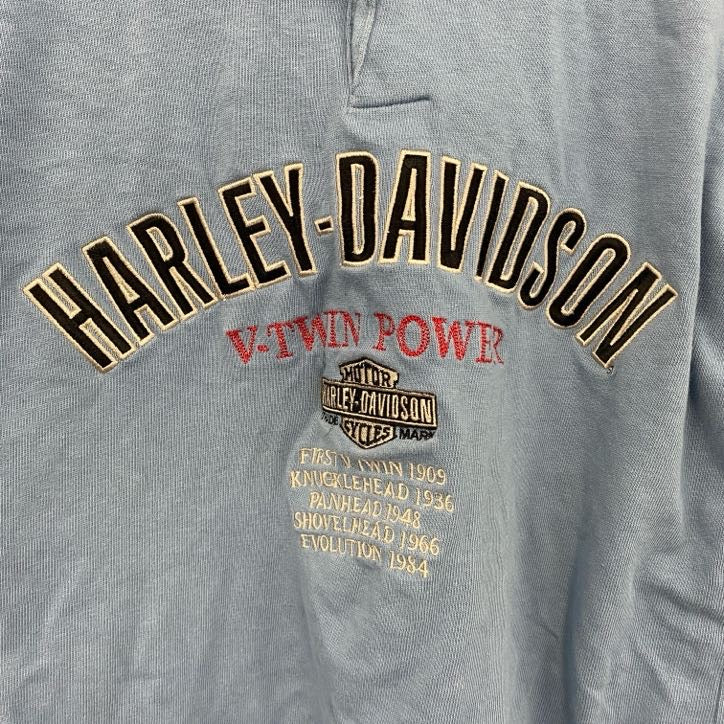 HARLEY-DAVIDSON
V-TWIN POWER
MOTOR
HARLEY-DAVIDSON
CYCLES
FIRST V TWIN 1909
KNUCKLEHEAD 1936
PANHEAD 1948
SHOVELHEAD 1966
EVOLUTION 1984